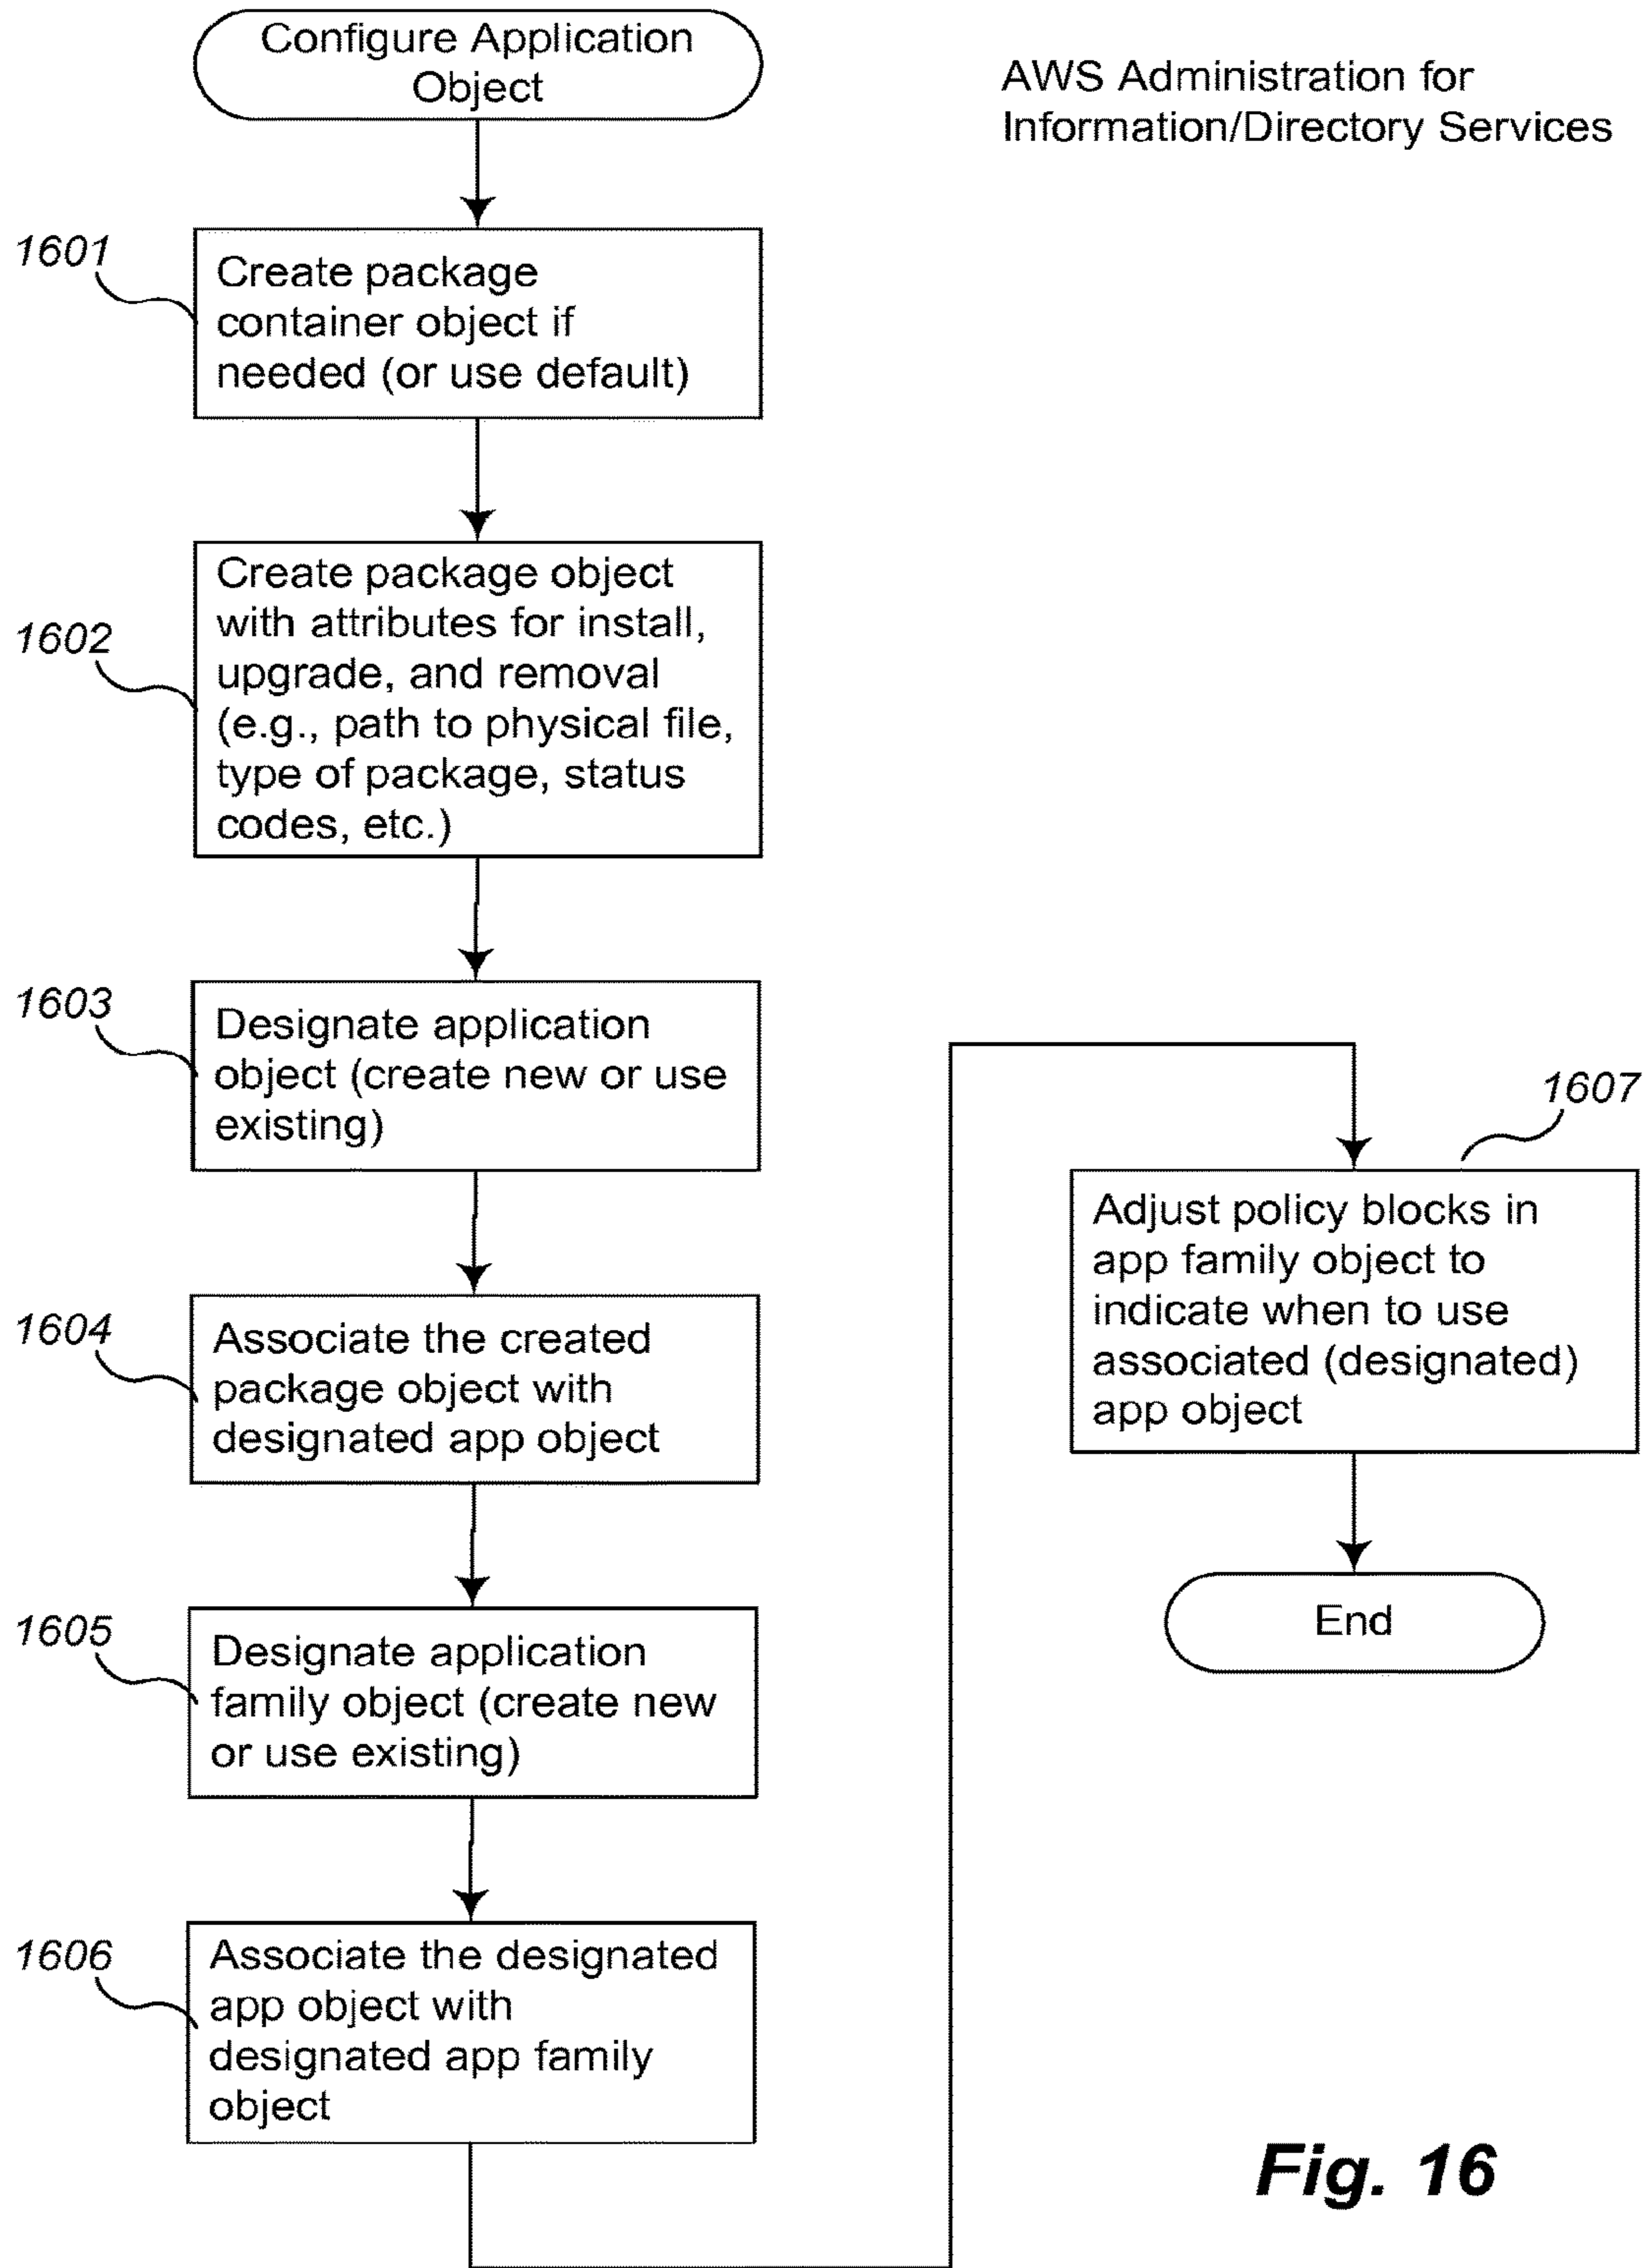 Configure Application
Object
AWS Administration for
Information/Directory Services
1601
Create package
container object if
needed (or use default)
1602
Create package object
with attributes for install,
upgrade, and removal
(e.g., path to physical file,
type of package, status
codes, etc.)
1603
Designate application
object (create new or use
existing)
1604
Associate the created
package object with
designated app object
1605
Designate application
family object (create new
or use existing)
1606
Associate the designated
app object with
designated app family
object
1607
Adjust policy blocks in
app family object to
indicate when to use
associated (designated)
app object
End
Fig. 16